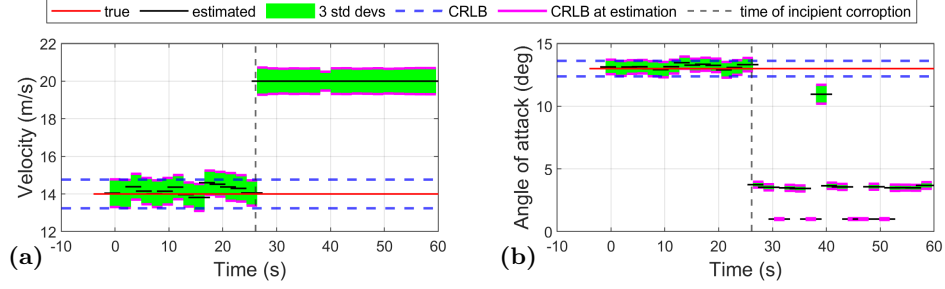 true estimated 3 std devs CRLB CRLB at estimation time of incipient corroption
22
20
18
16
14
12
-10 0 10 20 30 40 50 60
Velocity (m/s)
Time (s)
(a)
15
10
5
0
-10 0 10 20 30 40 50 60
Angle of attack (deg)
Time (s)
(b)